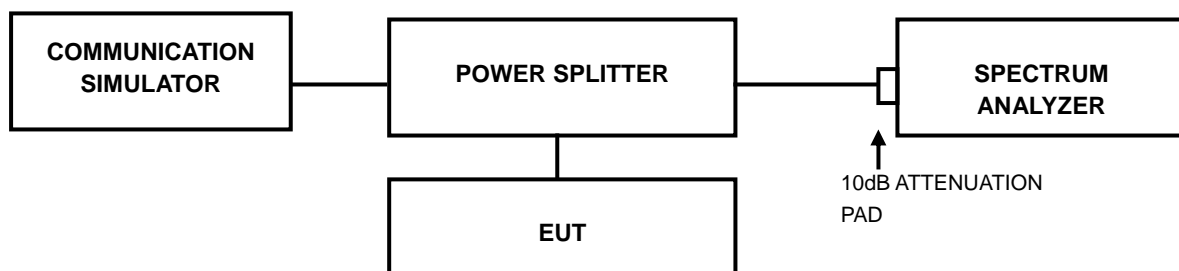 COMMUNICATION
SIMULATOR
POWER SPLITTER
SPECTRUM
ANALYZER
10dB ATTENUATION
PAD
EUT